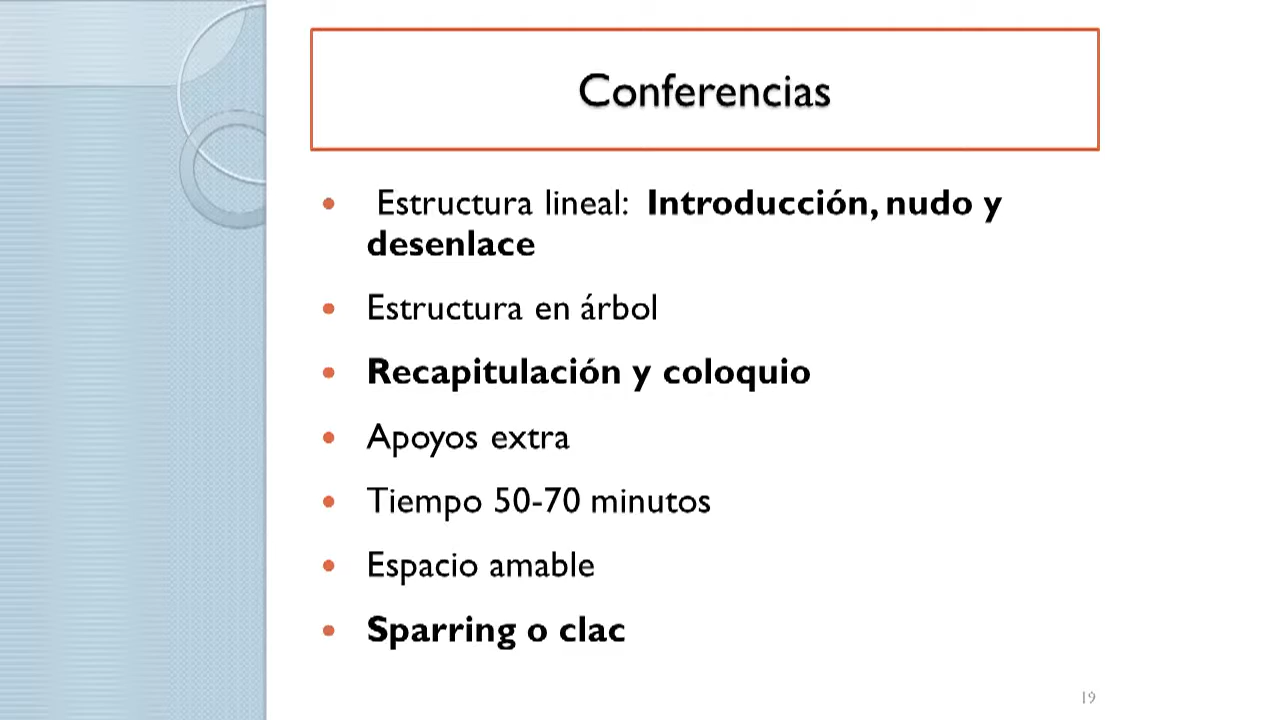 Conferencias
Estructura lineal: Introducción, nudo y
desenlace
Estructura en árbol
Recapitulación y coloquio
Apoyos extra
Tiempo 50-70 minutos
Espacio amable
Sparring o clac
19